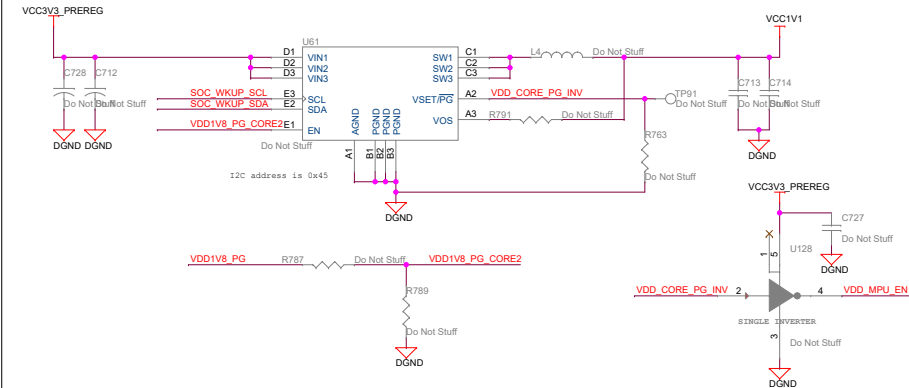 VCC3V3_PREREG
VCC1V1
U61
D1 VIN1 SW1 C1 L4 Do Not Stuff
D2 VIN2 SW2 C2
D3 VIN3 SW3 C3
C728 C712
Do Not Stuff Do Not Stuff
C713 C714
Do Not Stuff Do Not Stuff
SOC_WKUP_SCL E3 SCL VSET/PG A2 VDD_CORE_PG_INV TP91
SOC_WKUP_SDA E2 SDA
VDD1V8_PG_CORE2 E1 EN VOS A3 R791 Do Not Stuff
AGND PGND PGND PGND
A1 B1 B2 B3
Do Not Stuff
R763
Do Not Stuff
DGND DGND
DGND
I2C address is 0x45
DGND
VCC3V3_PREREG
C727
Do Not Stuff
DGND
VDD1V8_PG R787 Do Not Stuff VDD1V8_PG_CORE2
R789
Do Not Stuff
DGND
1 5 U128
VDD_CORE_PG_INV 2 4 VDD_MPU_EN
SINGLE INVERTER
3 Do Not Stuff
DGND